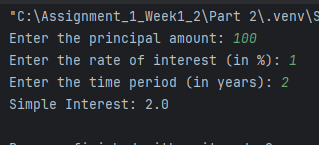 "C:\Assignment_1_Week1_2\Part 2\.venv\S
Enter the principal amount: 100
Enter the rate of interest (in %): 1
Enter the time period (in years): 2
Simple Interest: 2.0